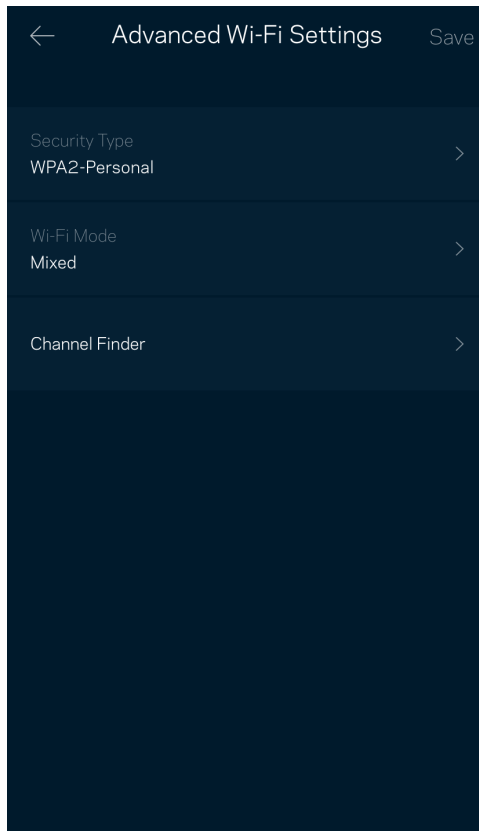 Advanced Wi-Fi Settings
Save
Security Type
WPA2-Personal
Wi-Fi Mode
Mixed
Channel Finder